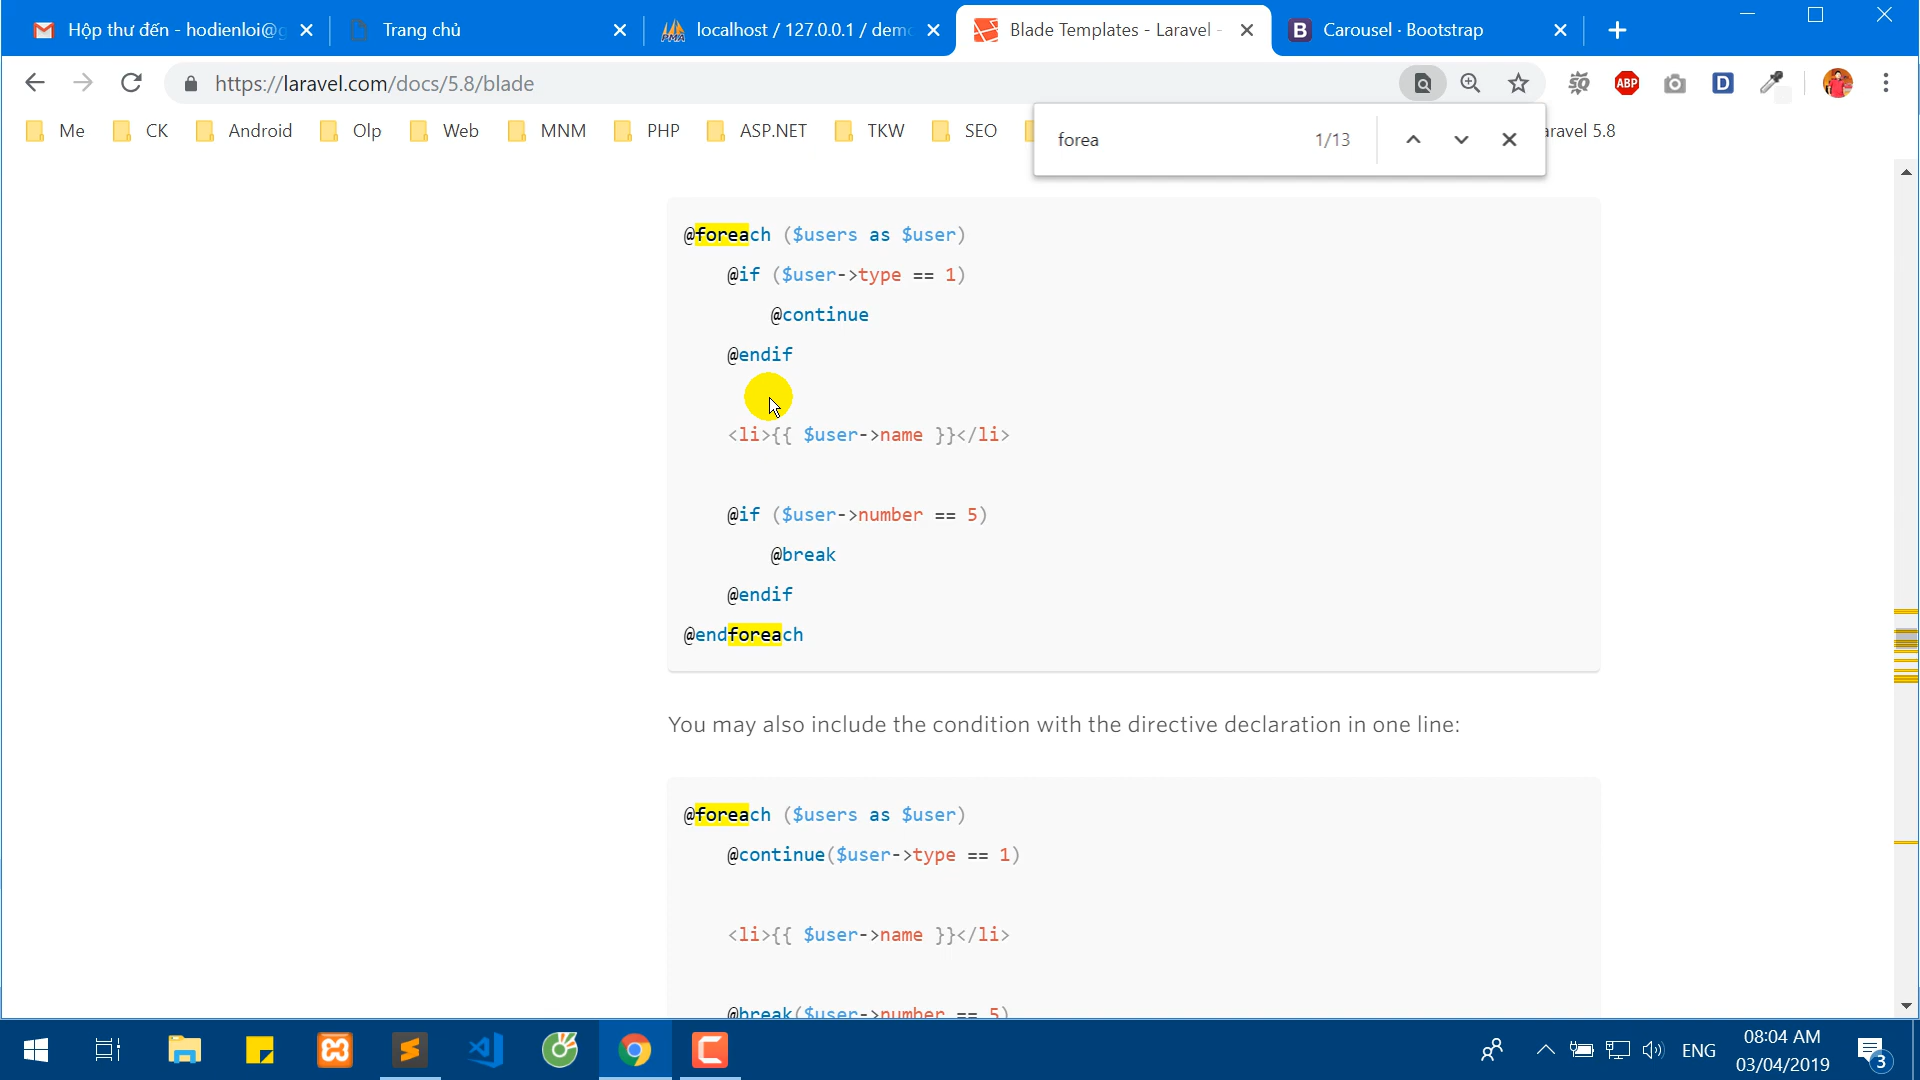 Hộp thư đến - hodienloi@g
Trang chủ
localhost / 127.0.0.1 / demo
Blade Templates - Laravel -
B
Carousel · Bootstrap
https://laravel.com/docs/5.8/blade
ABP
D
Me
CK
Android
Olp
Web
MNM
PHP
ASP.NET
TKW
SEO
aravel 5.8
forea
1/13
@foreach ($users as $user)
@if ($user->type == 1)
@continue
@endif
<li>{{ $user->name }}</li>
@if ($user->number == 5)
@break
@endif
@endforeach
You may also include the condition with the directive declaration in one line:
@foreach ($users as $user)
@continue($user->type == 1)
<li>{{ $user->name }}</li>
@break($user->number == 5)
ENG
08:04 AM
03/04/2019
3